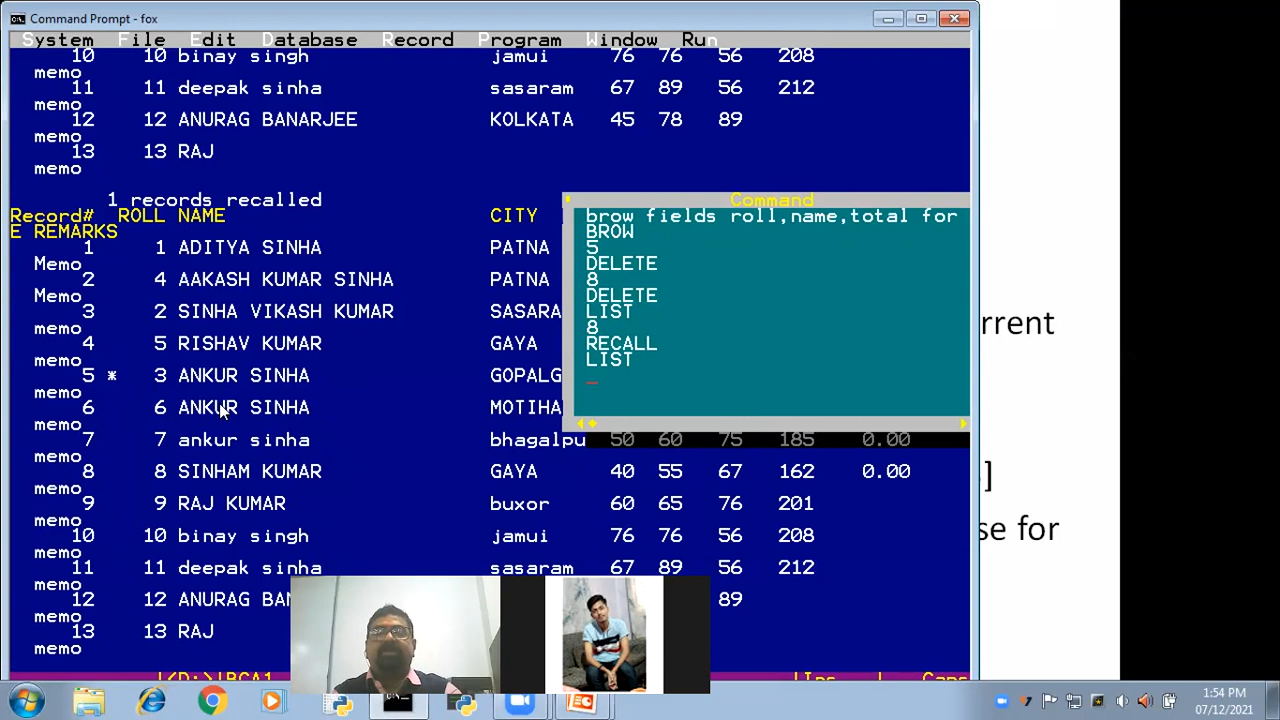 Command Prompt - fox
System File Edit Database Record Program Window Run
10 10 binay singh jamui 76 76 56 208
memo
11 11 deepak sinha sasaram 67 89 56 212
memo
12 12 ANURAG BANARJEE KOLKATA 45 78 89
memo
13 13 RAJ
memo
1 records recalled
Record# ROLL NAME CITY
E REMARKS
1 1 ADITYA SINHA PATNA
Memo
2 4 AAKASH KUMAR SINHA PATNA
Memo
3 2 SINHA VIKASH KUMAR SASARA
memo
4 5 RISHAV KUMAR GAYA
memo
5 * 3 ANKUR SINHA GOPALG
memo
6 6 ANKUR SINHA MOTIHA
memo
7 7 ankur sinha bhagalpu 50 60 75 185 0.00
memo
8 8 SINHAM KUMAR GAYA 40 55 67 162 0.00
memo
9 9 RAJ KUMAR buxor 60 65 76 201
memo
10 10 binay singh jamui 76 76 56 208
memo
11 11 deepak sinha sasaram 67 89 56 212
memo
12 12 ANURAG BAN 89
memo
13 13 RAJ
memo
Command
brow fields roll,name,total for
BROW
5
DELETE
8
DELETE
LIST
8
RECALL
LIST
rrent
]
se for
1:54 PM
07/12/2021